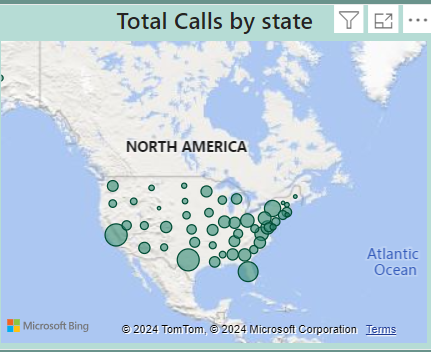 Total Calls by state
NORTH AMERICA
Atlantic
Ocean
Microsoft Bing
© 2024 TomTom, © 2024 Microsoft Corporation Terms